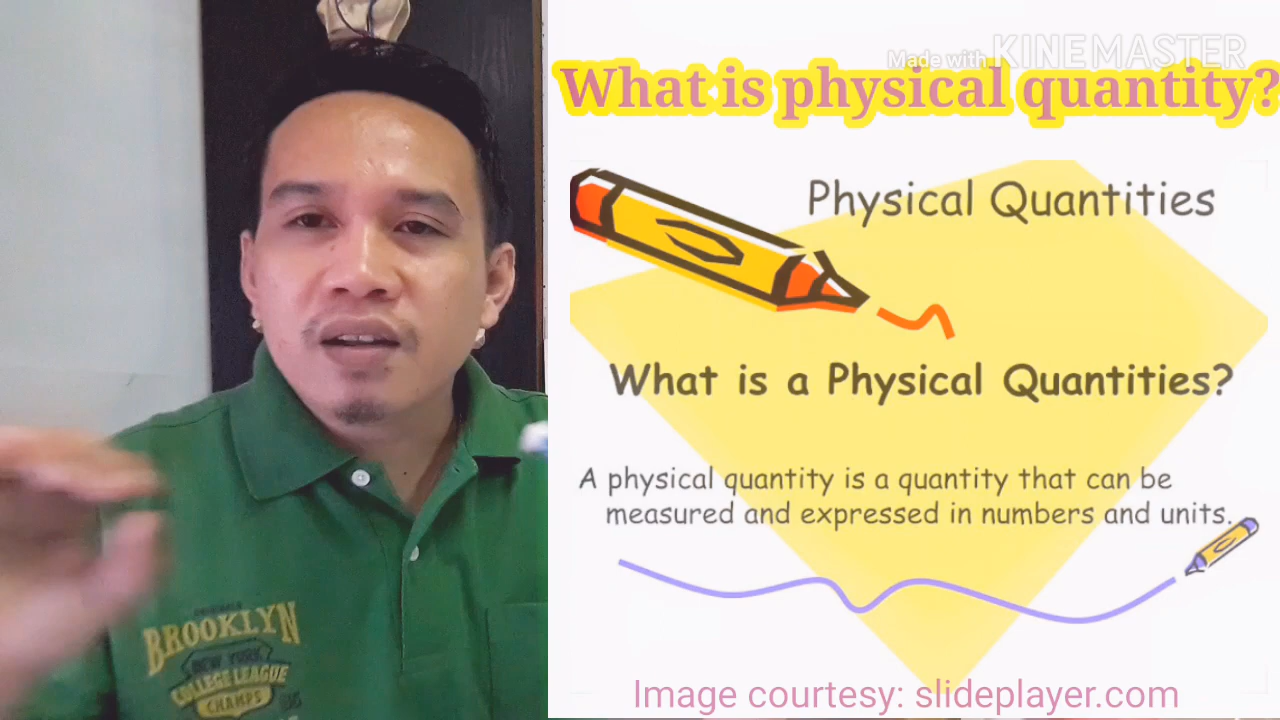 Made with KINEMASTER
What is physical quantity?
Physical Quantities
What is a Physical Quantities?
A physical quantity is a quantity that can be
measured and expressed in numbers and units.
BROOKLYN
NEW YORK
COLLEGE LEAGUE
CHAMPS
Image courtesy: slideplayer.com